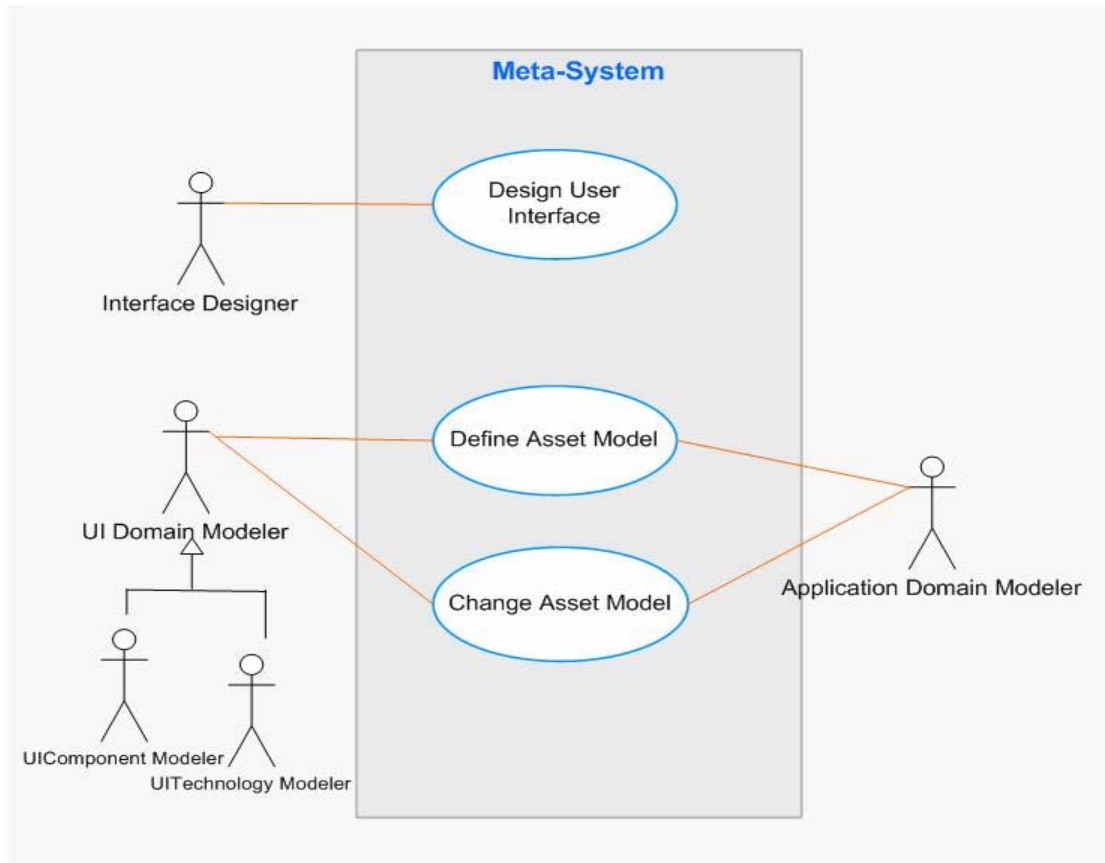 Meta-System
Design User
Interface
Interface Designer
Define Asset Model
UI Domain Modeler
Change Asset Model
Application Domain Modeler
UIComponent Modeler
UITechnology Modeler